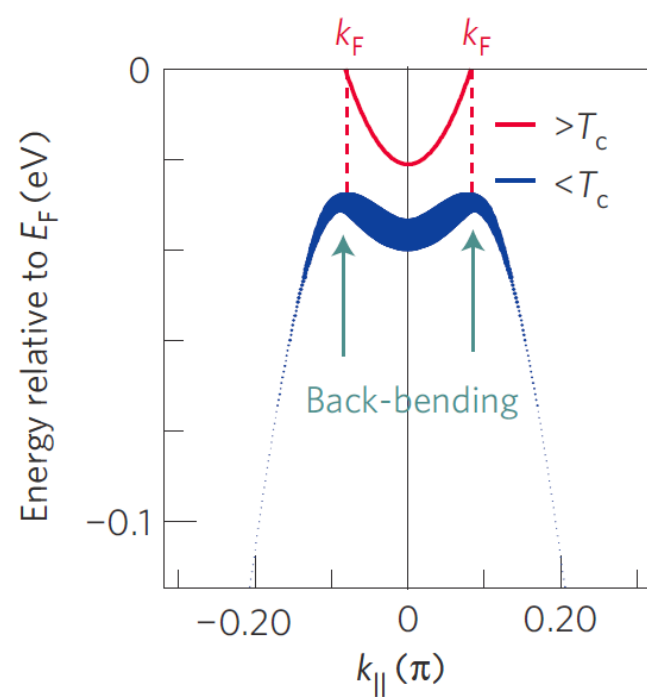 k_F k_F
0
>T_c
<T_c
Back-bending
−0.1
−0.20 0 0.20
k_|| (π)
Energy relative to E_F (eV)